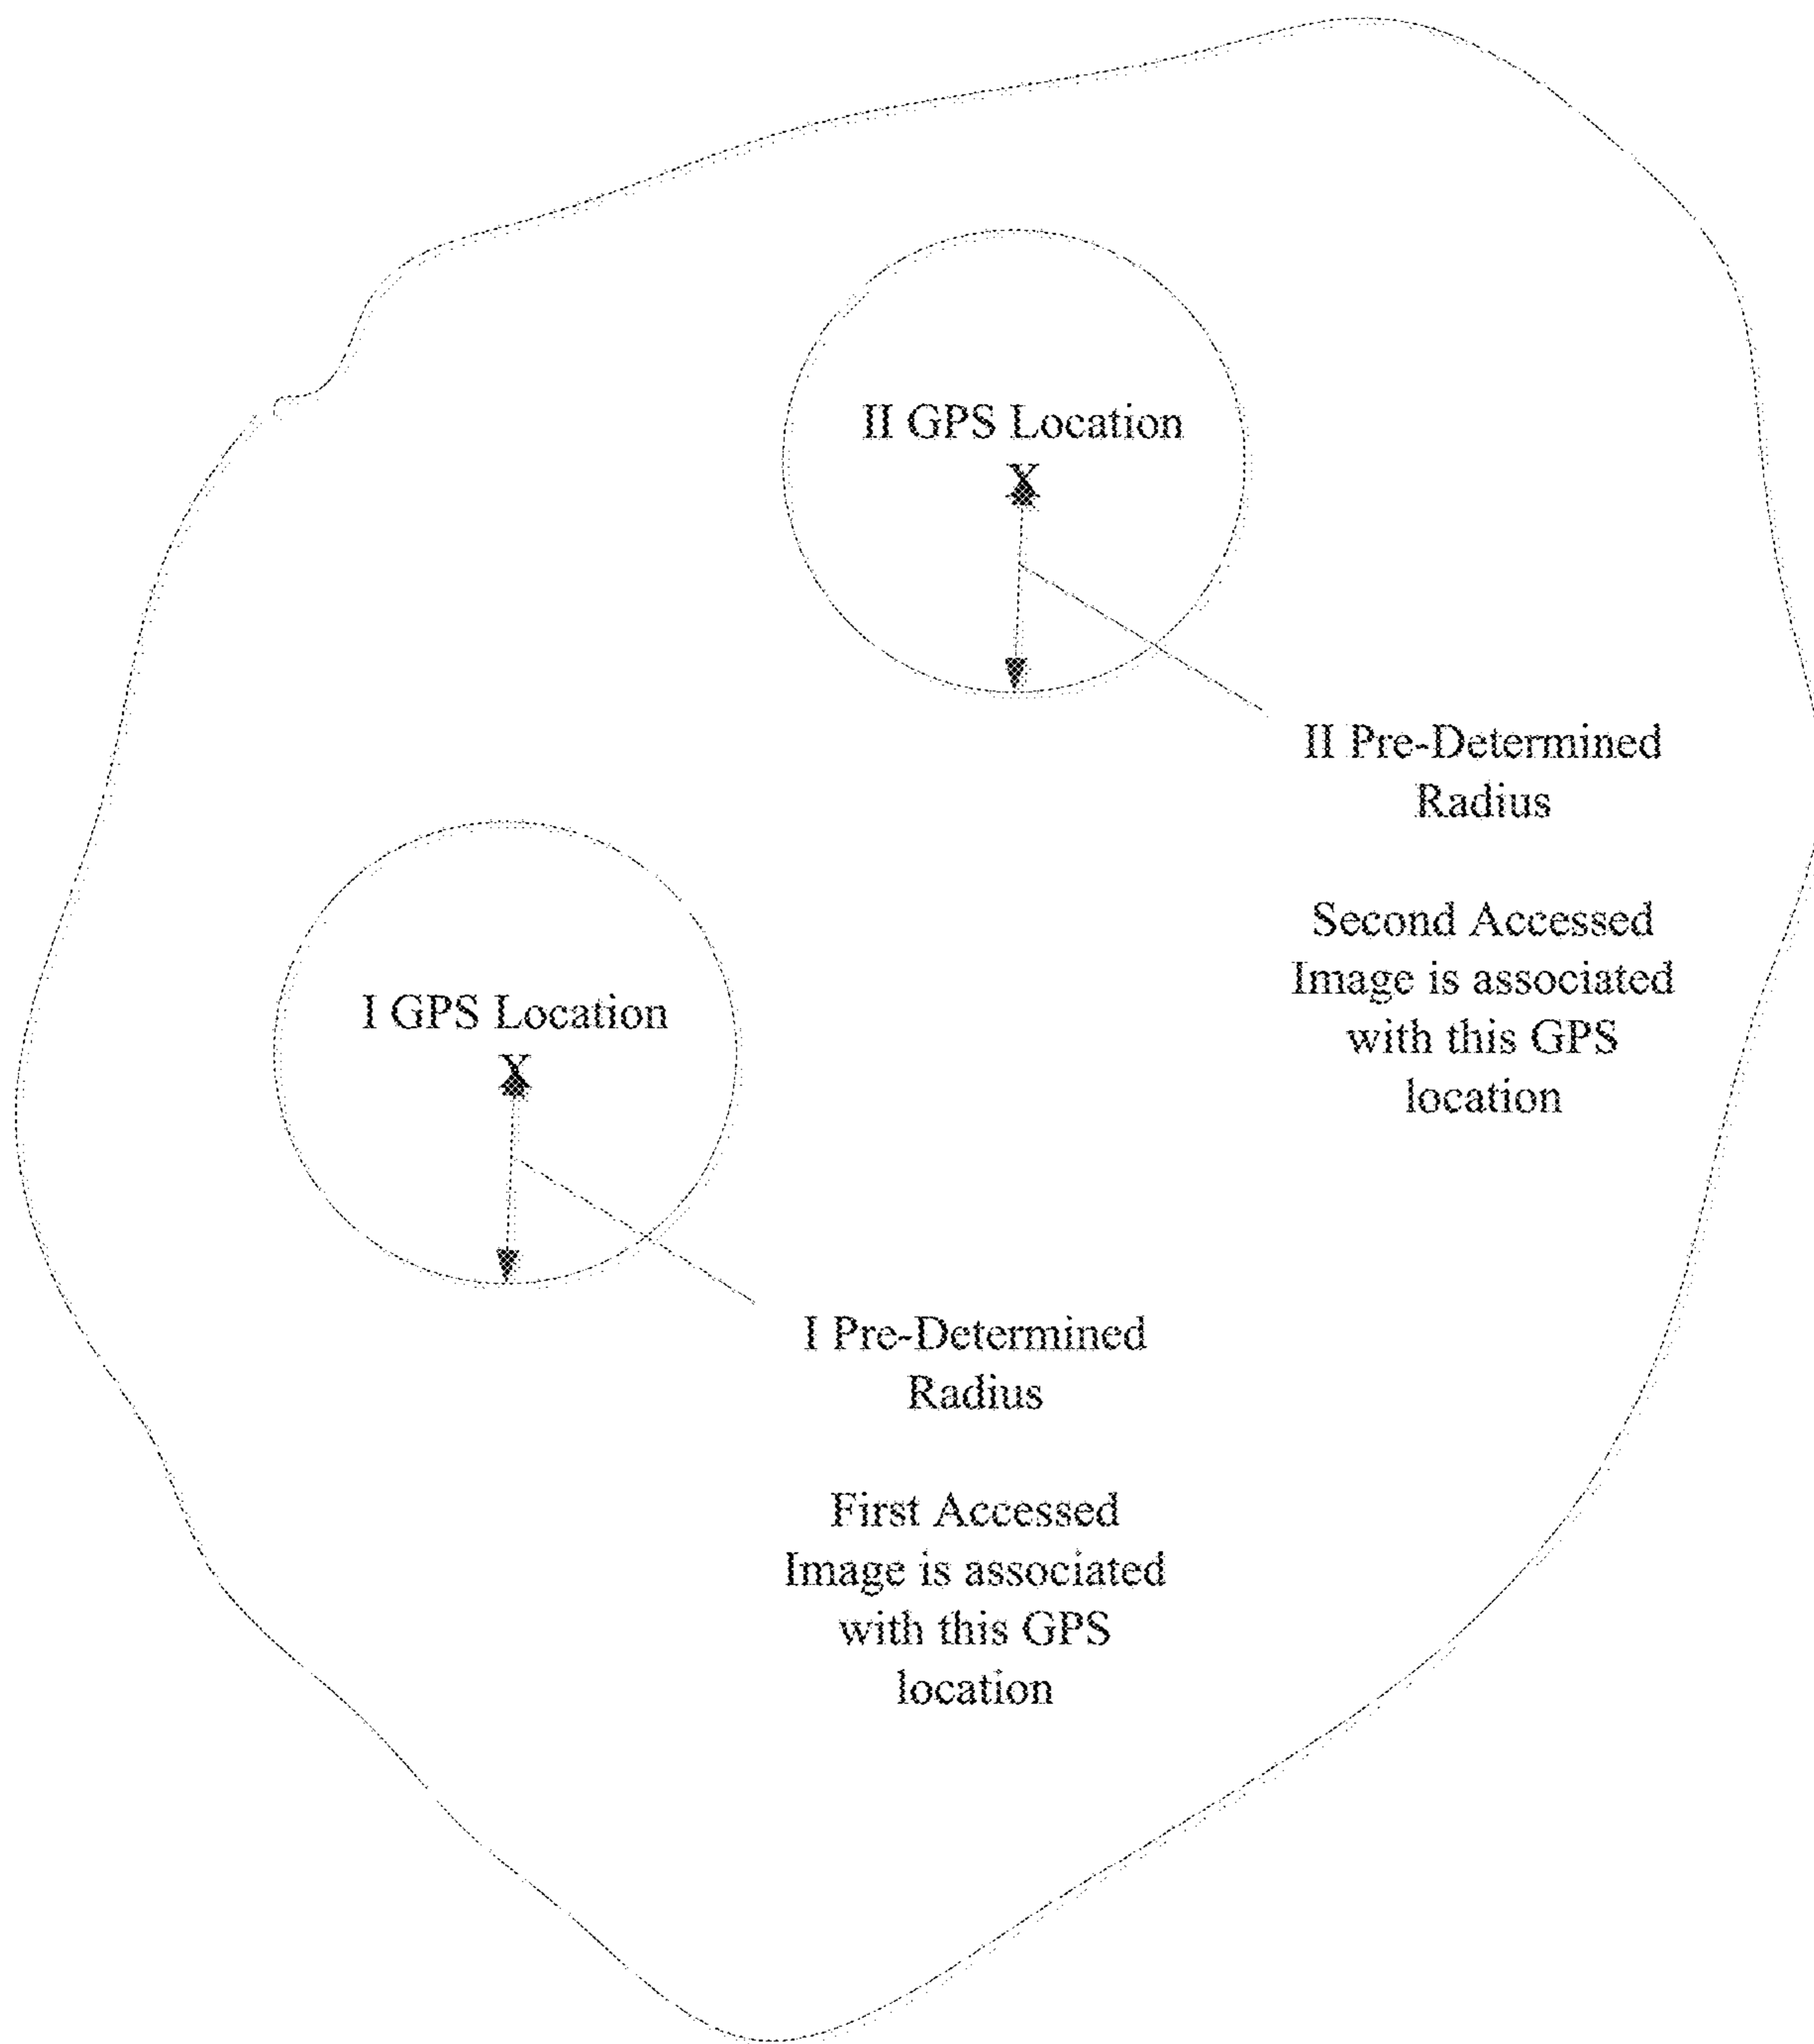 II GPS Location
X
II Pre-Determined
Radius
Second Accessed
Image is associated
with this GPS
location
I GPS Location
X
I Pre-Determined
Radius
First Accessed
Image is associated
with this GPS
location